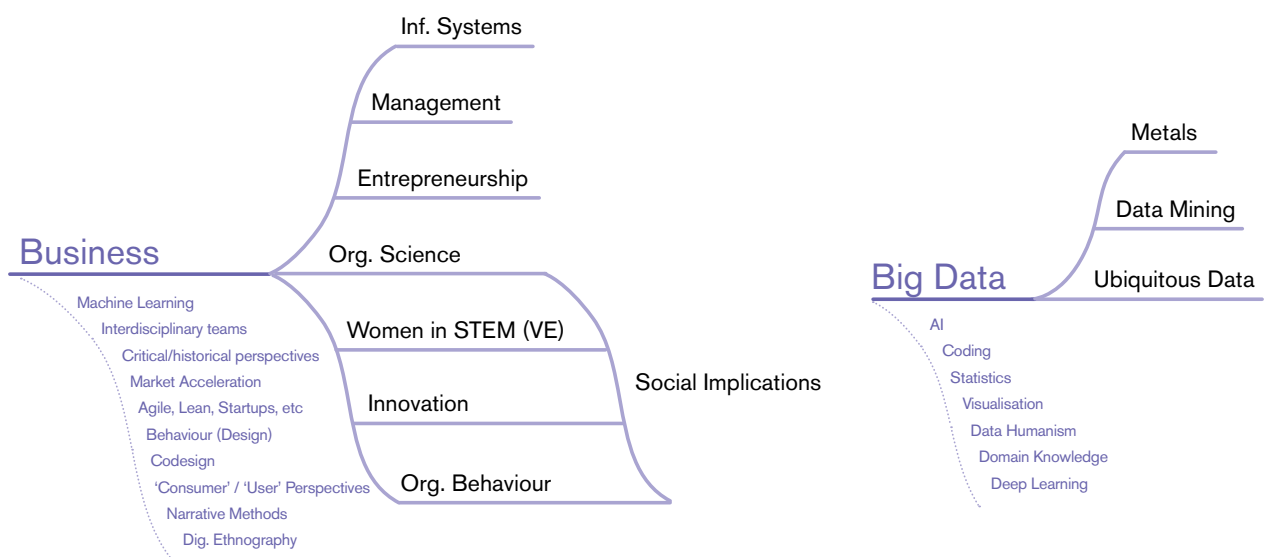 Inf. Systems
Management
Entrepreneurship
Business
Org. Science
Women in STEM (VE)
Innovation
Org. Behaviour
Social Implications
Machine Learning
Interdisciplinary teams
Critical/historical perspectives
Market Acceleration
Agile, Lean, Startups, etc
Behaviour (Design)
Codesign
‘Consumer’ / ‘User’ Perspectives
Narrative Methods
Dig. Ethnography
Metals
Data Mining
Big Data
Ubiquitous Data
AI
Coding
Statistics
Visualisation
Data Humanism
Domain Knowledge
Deep Learning